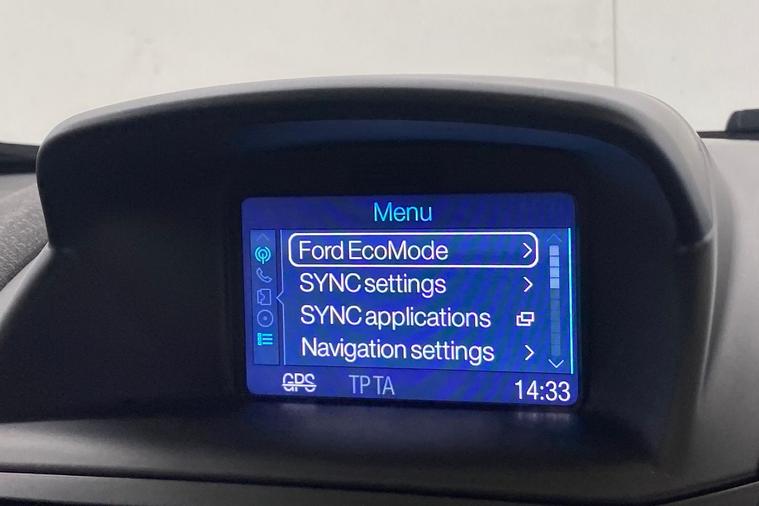 Menu
Ford EcoMode
SYNC settings
SYNC applications
Navigation settings
GPS TP TA 14:33